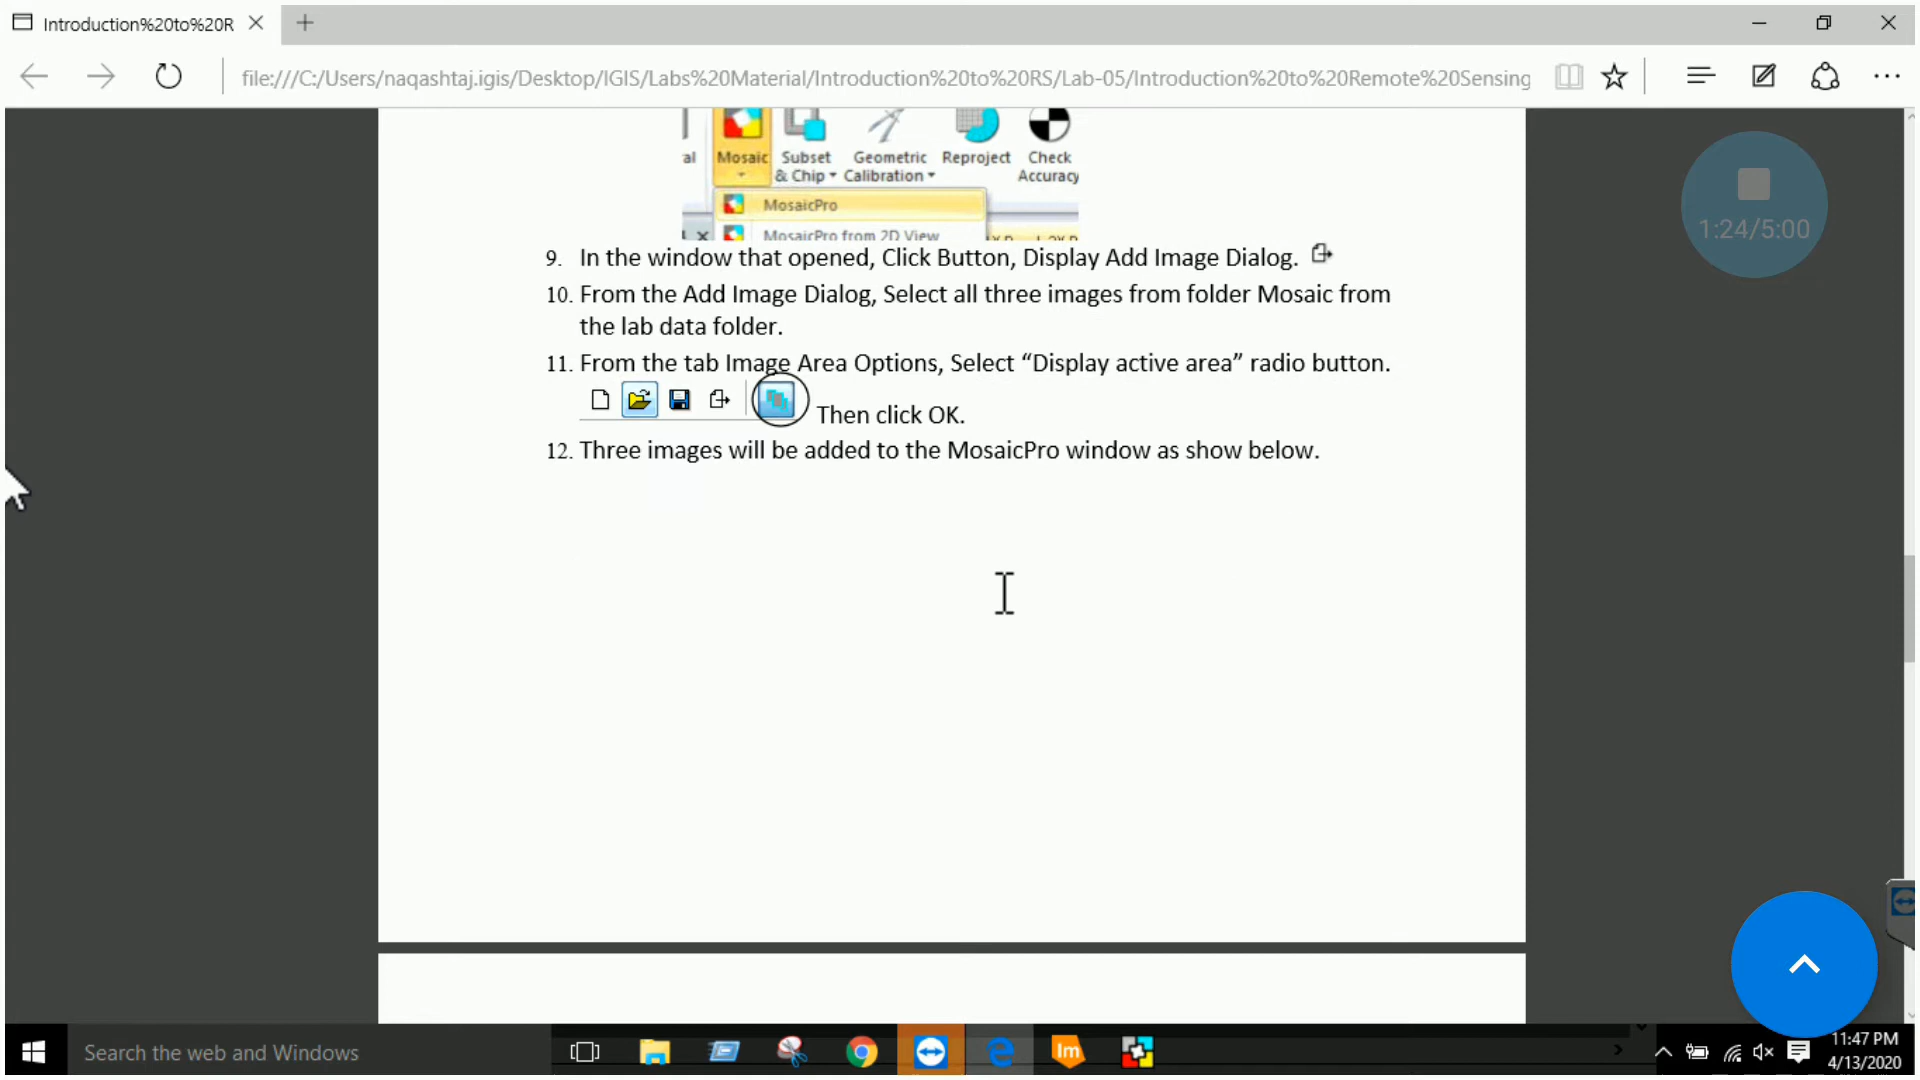 Introduction%20to%20R
file:///C:/Users/naqashtaj.igis/Desktop/IGIS/Labs%20Material/Introduction%20to%20RS/Lab-05/Introduction%20to%20Remote%20Sensing
al Mosaic Subset & Chip Geometric Calibration Reproject Check Accuracy
MosaicPro
MosaicPro from 2D View
1:24/5:00
9. In the window that opened, Click Button, Display Add Image Dialog.
10. From the Add Image Dialog, Select all three images from folder Mosaic from
the lab data folder.
11. From the tab Image Area Options, Select “Display active area” radio button.
Then click OK.
12. Three images will be added to the MosaicPro window as show below.
Search the web and Windows
Im
11:47 PM
4/13/2020